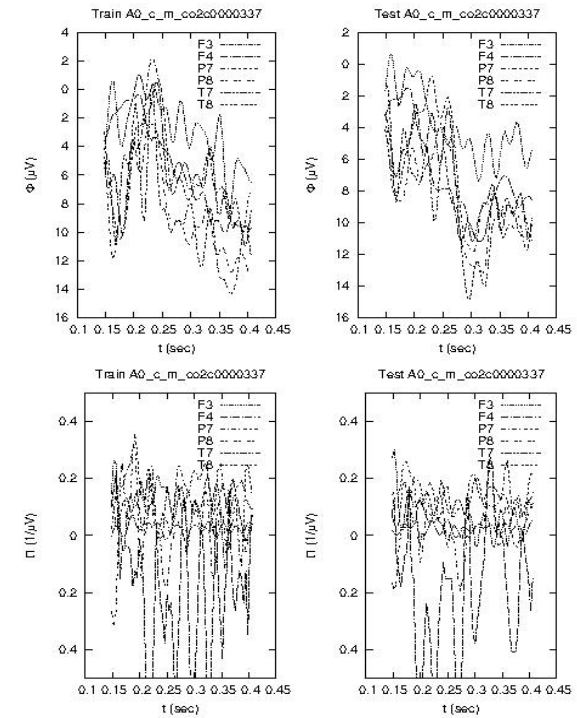 Train A0_c_m_co2c0000337
4
2
0
2
4
6
8
10
12
14
16
Φ (μV)
F3
F4
P7
P8
T7
T8
0.1 0.15 0.2 0.25 0.3 0.35 0.4 0.45
t (sec)
Test A0_c_m_co2c0000337
2
0
2
4
6
8
10
12
14
16
Φ (μV)
F3
F4
P7
P8
T7
T8
0.1 0.15 0.2 0.25 0.3 0.35 0.4 0.45
t (sec)
Train A0_c_m_co2c0000337
0.4
0.2
0
0.2
0.4
Π (1/μV)
F3
F4
P7
P8
T7
T8
0.1 0.15 0.2 0.25 0.3 0.35 0.4 0.45
t (sec)
Test A0_c_m_co2c0000337
0.4
0.2
0
0.2
0.4
Π (1/μV)
F3
F4
P7
P8
T7
T8
0.1 0.15 0.2 0.25 0.3 0.35 0.4 0.45
t (sec)